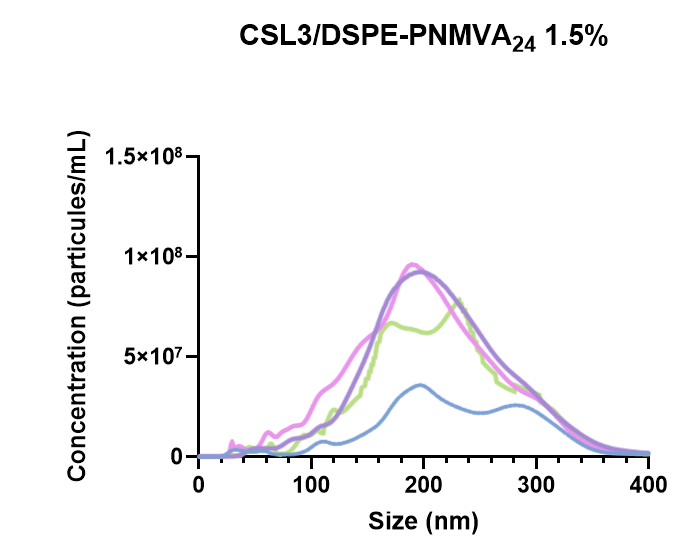 CSL3/DSPE-PNMVA₂₄ 1.5%
Concentration (particules/mL)
1.5×10⁸
1×10⁸
5×10⁷
0
0 100 200 300 400
Size (nm)